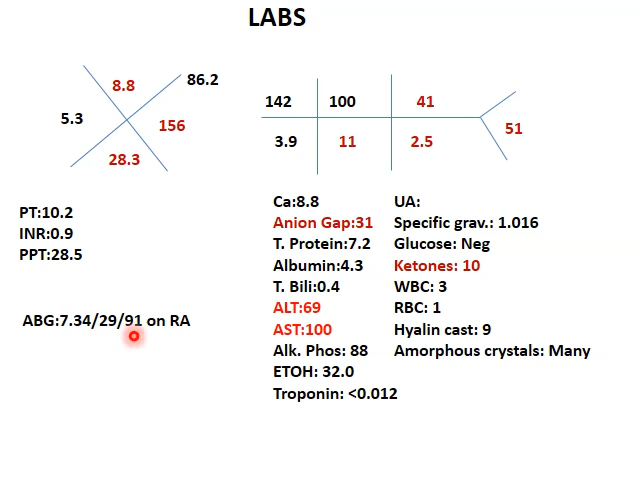 LABS
8.8
86.2
5.3
156
28.3
142
100
41
51
3.9
11
2.5
PT:10.2
INR:0.9
PPT:28.5
ABG:7.34/29/91 on RA
Ca:8.8
Anion Gap:31
T. Protein:7.2
Albumin:4.3
T. Bili:0.4
ALT:69
AST:100
Alk. Phos: 88
ETOH: 32.0
Troponin: <0.012
UA:
Specific grav.: 1.016
Glucose: Neg
Ketones: 10
WBC: 3
RBC: 1
Hyalin cast: 9
Amorphous crystals: Many